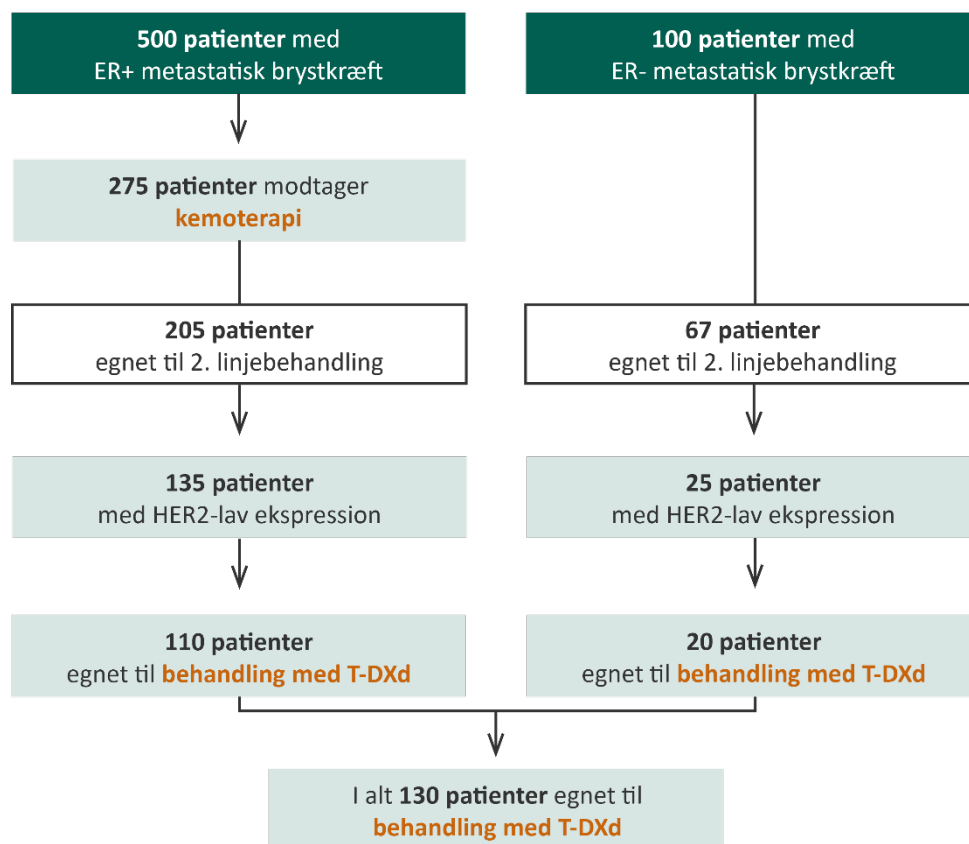 500 patienter med
ER+ metastatisk brystkræft
100 patienter med
ER- metastatisk brystkræft
275 patienter modtager
kemoterapi
205 patienter
egnet til 2. linjebehandling
67 patienter
egnet til 2. linjebehandling
135 patienter
med HER2-lav ekspression
25 patienter
med HER2-lav ekspression
110 patienter
egnet til behandling med T-DXd
20 patienter
egnet til behandling med T-DXd
I alt 130 patienter egnet til
behandling med T-DXd